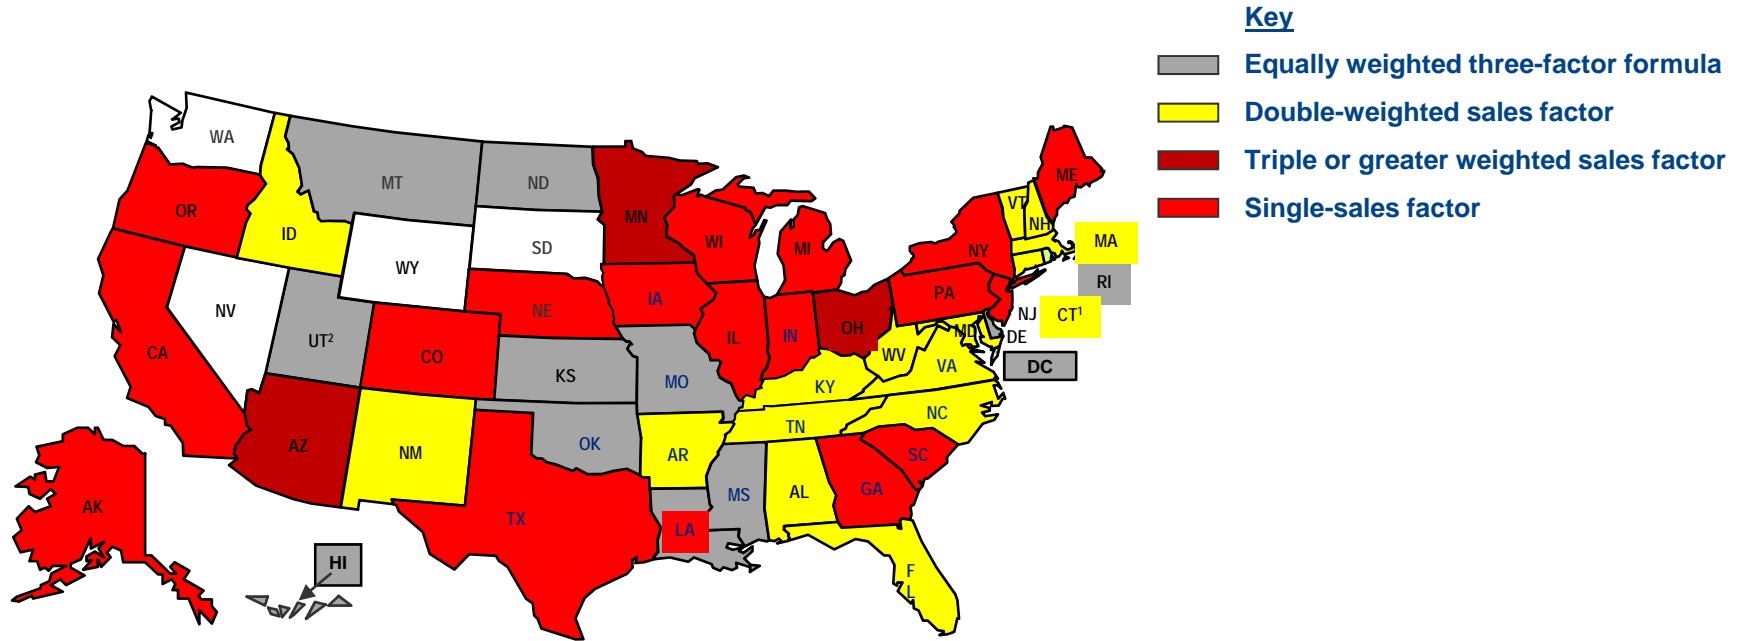 Key
Equally weighted three-factor formula
Double-weighted sales factor
Triple or greater weighted sales factor
Single-sales factor
WA
MT
ND
MN
ME
OR
ID
SD
WI
MI
NY
VT
NH
MA
WY
RI
NV
UT²
NE
IA
PA
NJ
CT¹
CA
CO
KS
MO
IL
IN
OH
WV
MD
DE
VA
DC
KY
AZ
NM
OK
AR
TN
NC
SC
AK
TX
LA
MS
AL
GA
F
L
HI